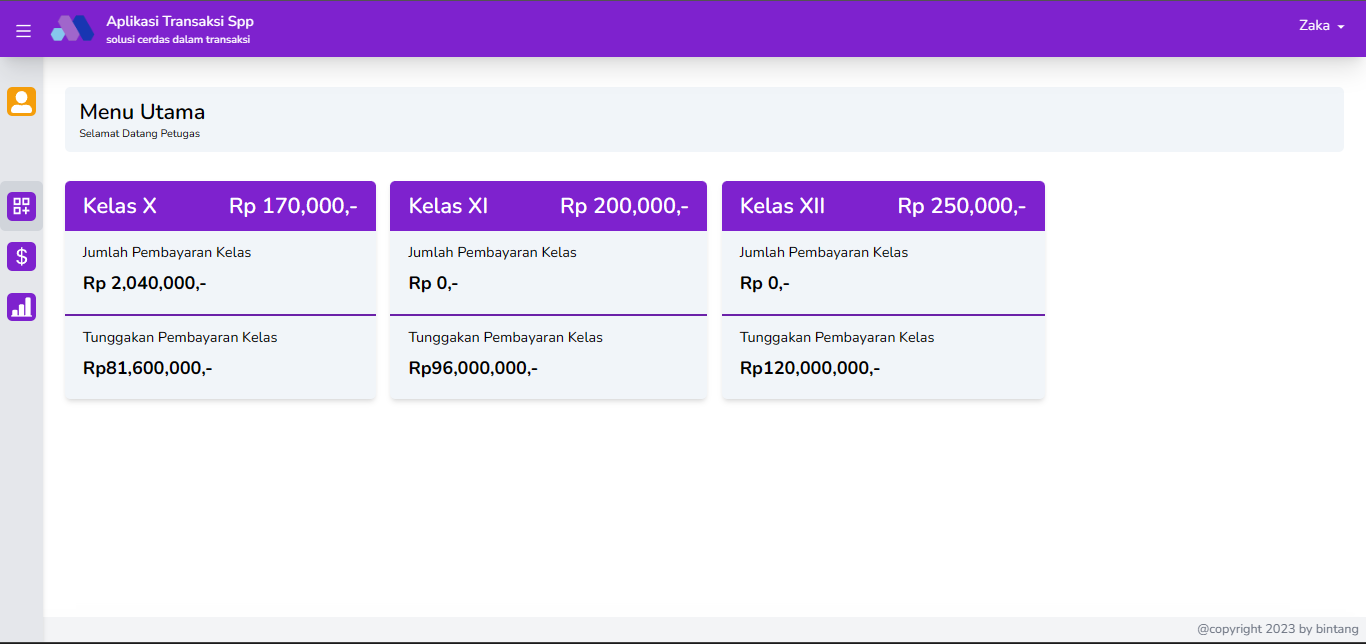 Aplikasi Transaksi Spp
solusi cerdas dalam transaksi
Zaka
Menu Utama
Selamat Datang Petugas
Kelas X Rp 170,000,-
Jumlah Pembayaran Kelas
Rp 2,040,000,-
Tunggakan Pembayaran Kelas
Rp81,600,000,-
Kelas XI Rp 200,000,-
Jumlah Pembayaran Kelas
Rp 0,-
Tunggakan Pembayaran Kelas
Rp96,000,000,-
Kelas XII Rp 250,000,-
Jumlah Pembayaran Kelas
Rp 0,-
Tunggakan Pembayaran Kelas
Rp120,000,000,-
@copyright 2023 by bintang